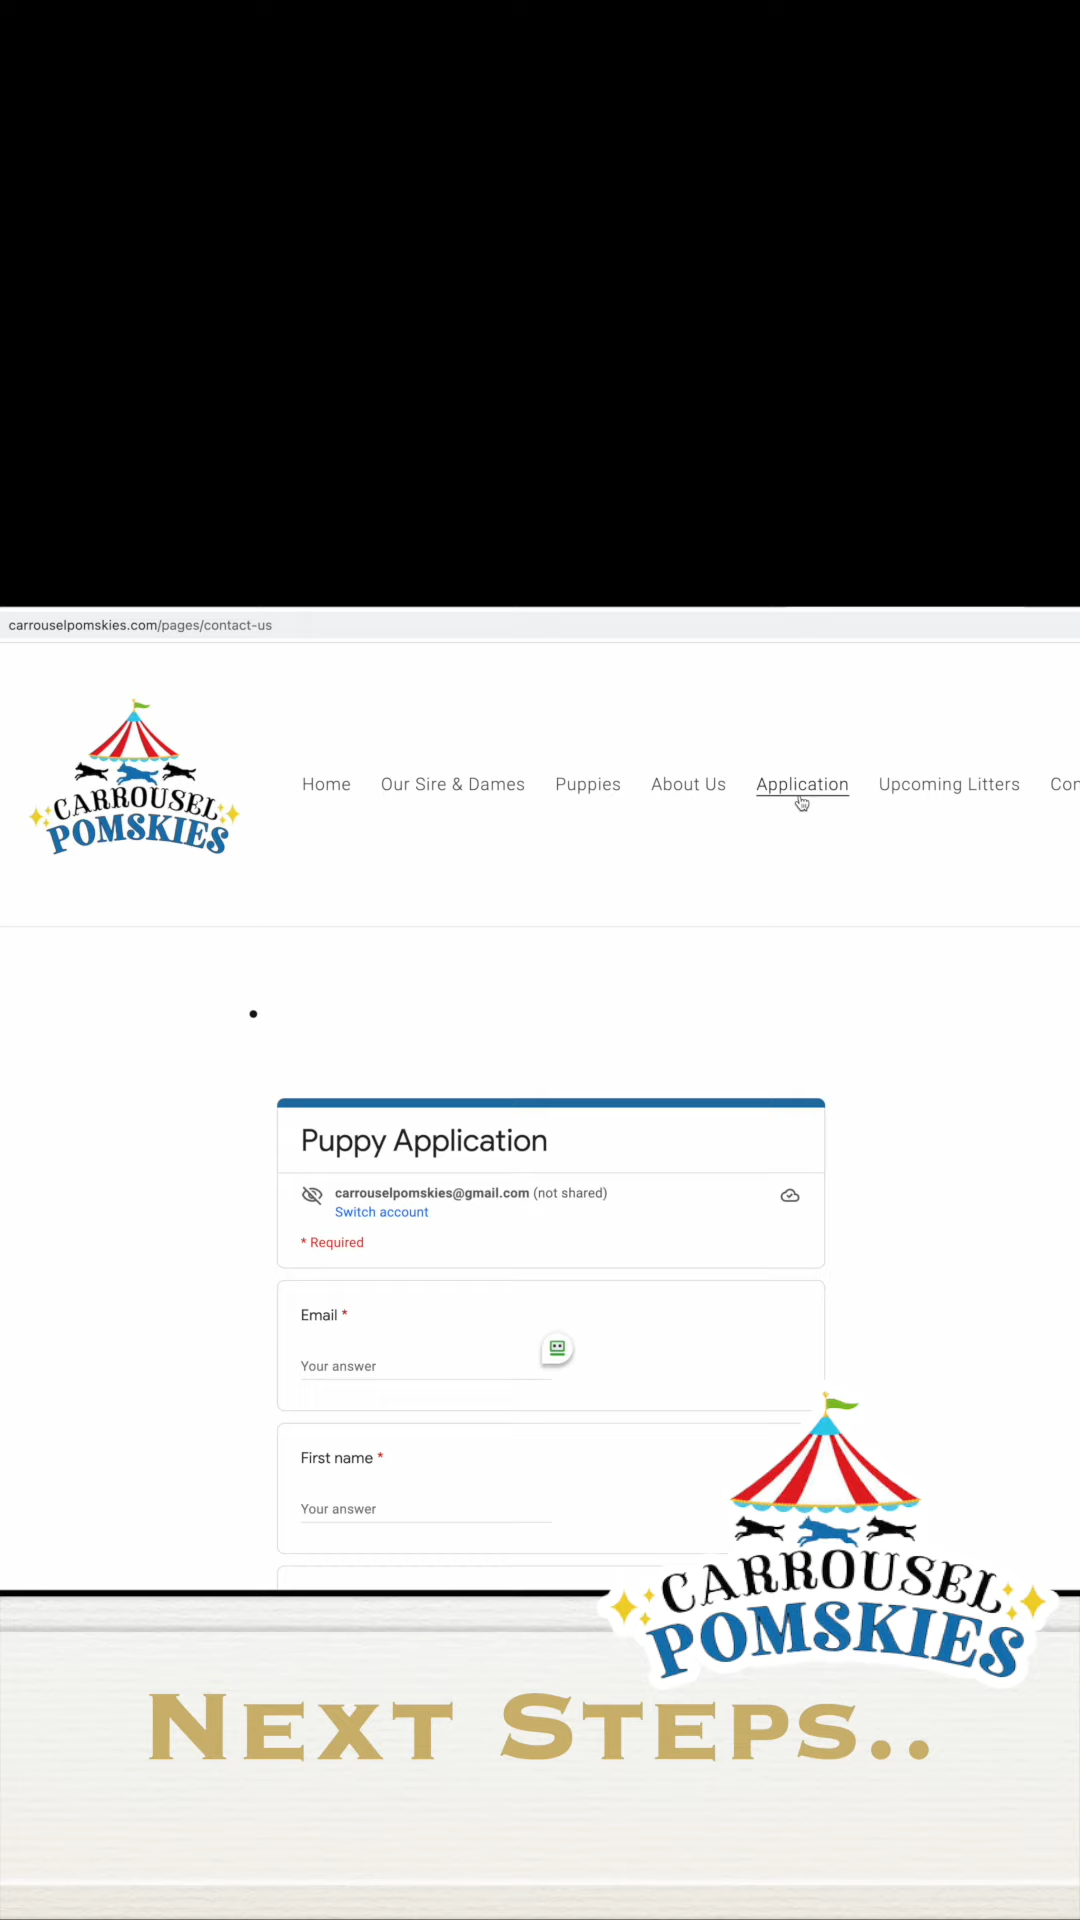 carrouselpomskies.com/pages/contact-us
CARROUSEL
POMSKIES
Home Our Sire & Dames Puppies About Us Application Upcoming Litters Con
Puppy Application
carrouselpomskies@gmail.com (not shared)
Switch account
* Required
Email *
Your answer
First name *
Your answer
CARROUSEL
POMSKIES
NEXT STEPS..